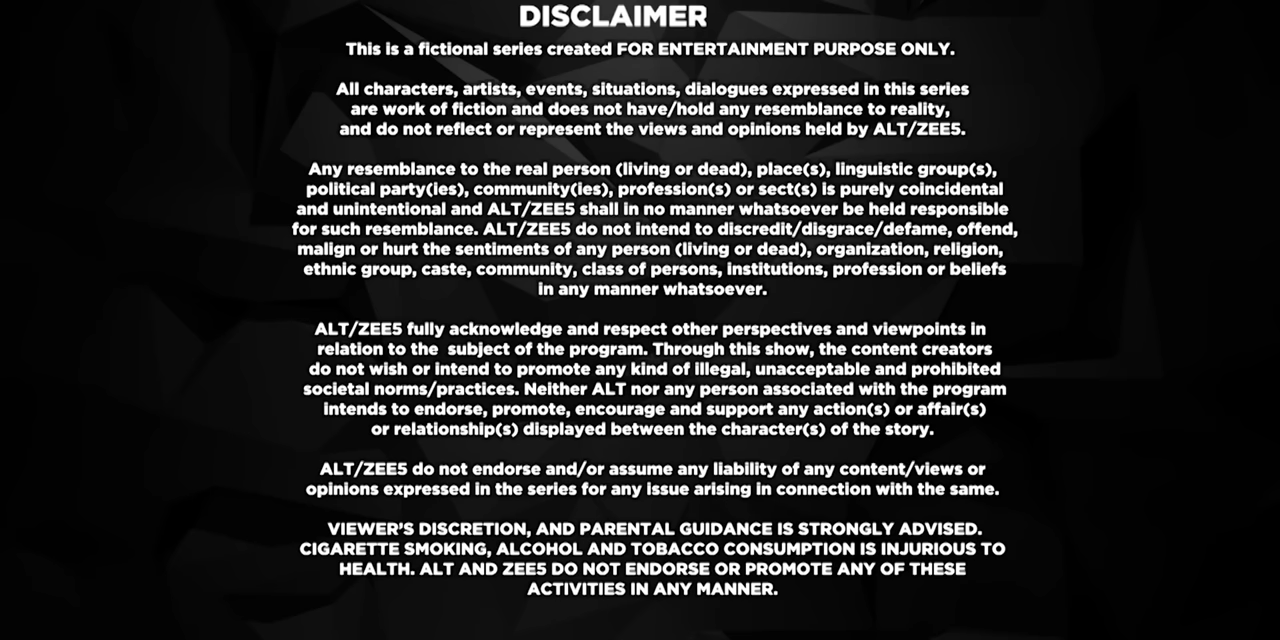 DISCLAIMER
This is a fictional series created FOR ENTERTAINMENT PURPOSE ONLY.
All characters, artists, events, situations, dialogues expressed in this series
are work of fiction and does not have/hold any resemblance to reality,
and do not reflect or represent the views and opinions held by ALT/ZEE5.
Any resemblance to the real person (living or dead), place(s), linguistic group(s),
political party(ies), community(ies), profession(s) or sect(s) is purely coincidental
and unintentional and ALT/ZEE5 shall in no manner whatsoever be held responsible
for such resemblance. ALT/ZEE5 do not intend to discredit/disgrace/defame, offend,
malign or hurt the sentiments of any person (living or dead), organization, religion,
ethnic group, caste, community, class of persons, institutions, profession or beliefs
in any manner whatsoever.
ALT/ZEE5 fully acknowledge and respect other perspectives and viewpoints in
relation to the  subject of the program. Through this show, the content creators
do not wish or intend to promote any kind of illegal, unacceptable and prohibited
societal norms/practices. Neither ALT nor any person associated with the program
intends to endorse, promote, encourage and support any action(s) or affair(s)
or relationship(s) displayed between the character(s) of the story.
ALT/ZEE5 do not endorse and/or assume any liability of any content/views or
opinions expressed in the series for any issue arising in connection with the same.
VIEWER'S DISCRETION, AND PARENTAL GUIDANCE IS STRONGLY ADVISED.
CIGARETTE SMOKING, ALCOHOL AND TOBACCO CONSUMPTION IS INJURIOUS TO
HEALTH. ALT AND ZEE5 DO NOT ENDORSE OR PROMOTE ANY OF THESE
ACTIVITIES IN ANY MANNER.